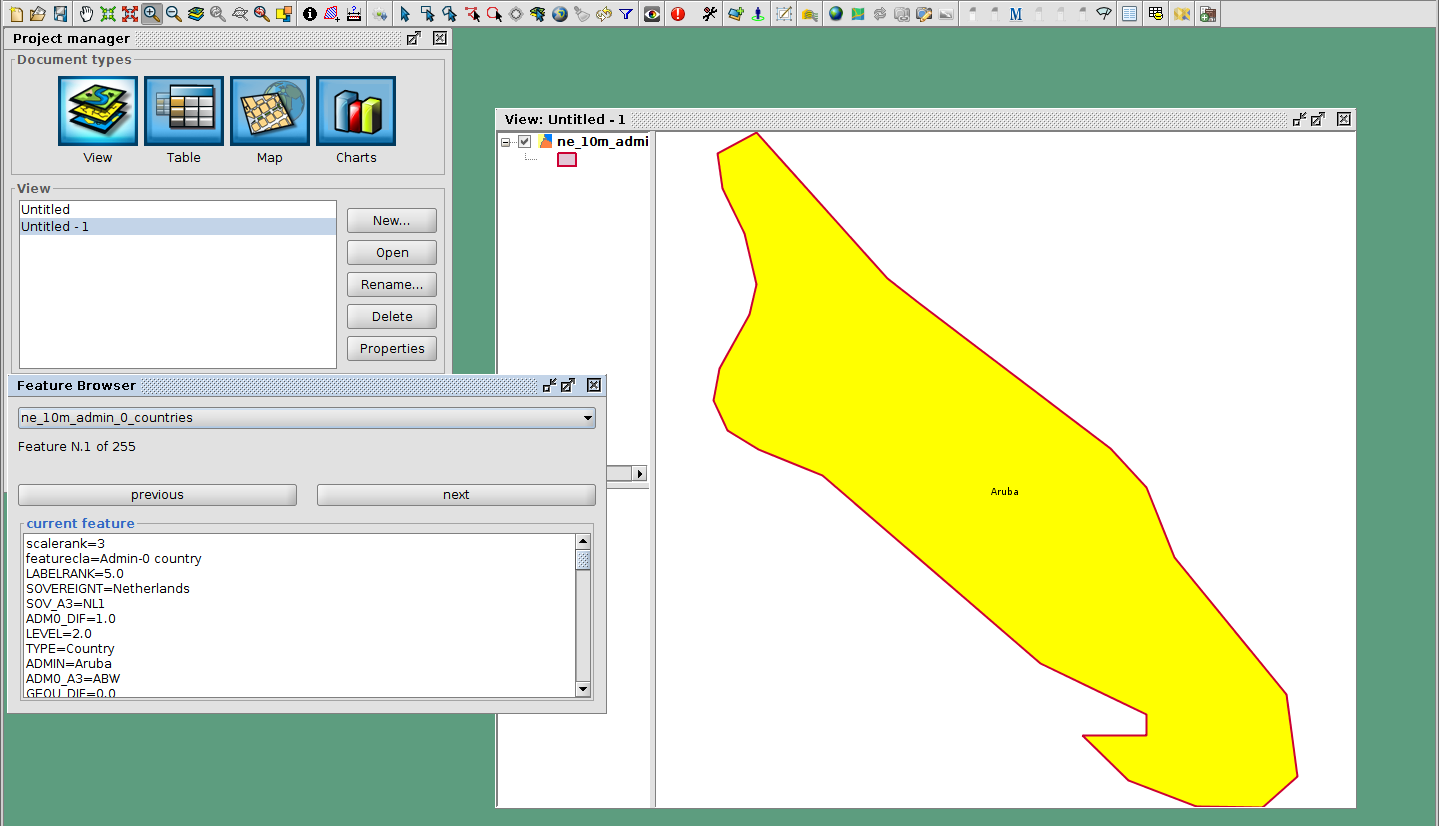 M
Project manager
Document types
View
Table
Map
Charts
View
Untitled
Untitled - 1
New...
Open
Rename...
Delete
Properties
Feature Browser
ne_10m_admin_0_countries
Feature N.1 of 255
previous
next
current feature
scalerank=3
featurecla=Admin-0 country
LABELRANK=5.0
SOVEREIGNT=Netherlands
SOV_A3=NL1
ADM0_DIF=1.0
LEVEL=2.0
TYPE=Country
ADMIN=Aruba
ADM0_A3=ABW
GEOU_DIF=0.0
View: Untitled - 1
ne_10m_admi
Aruba